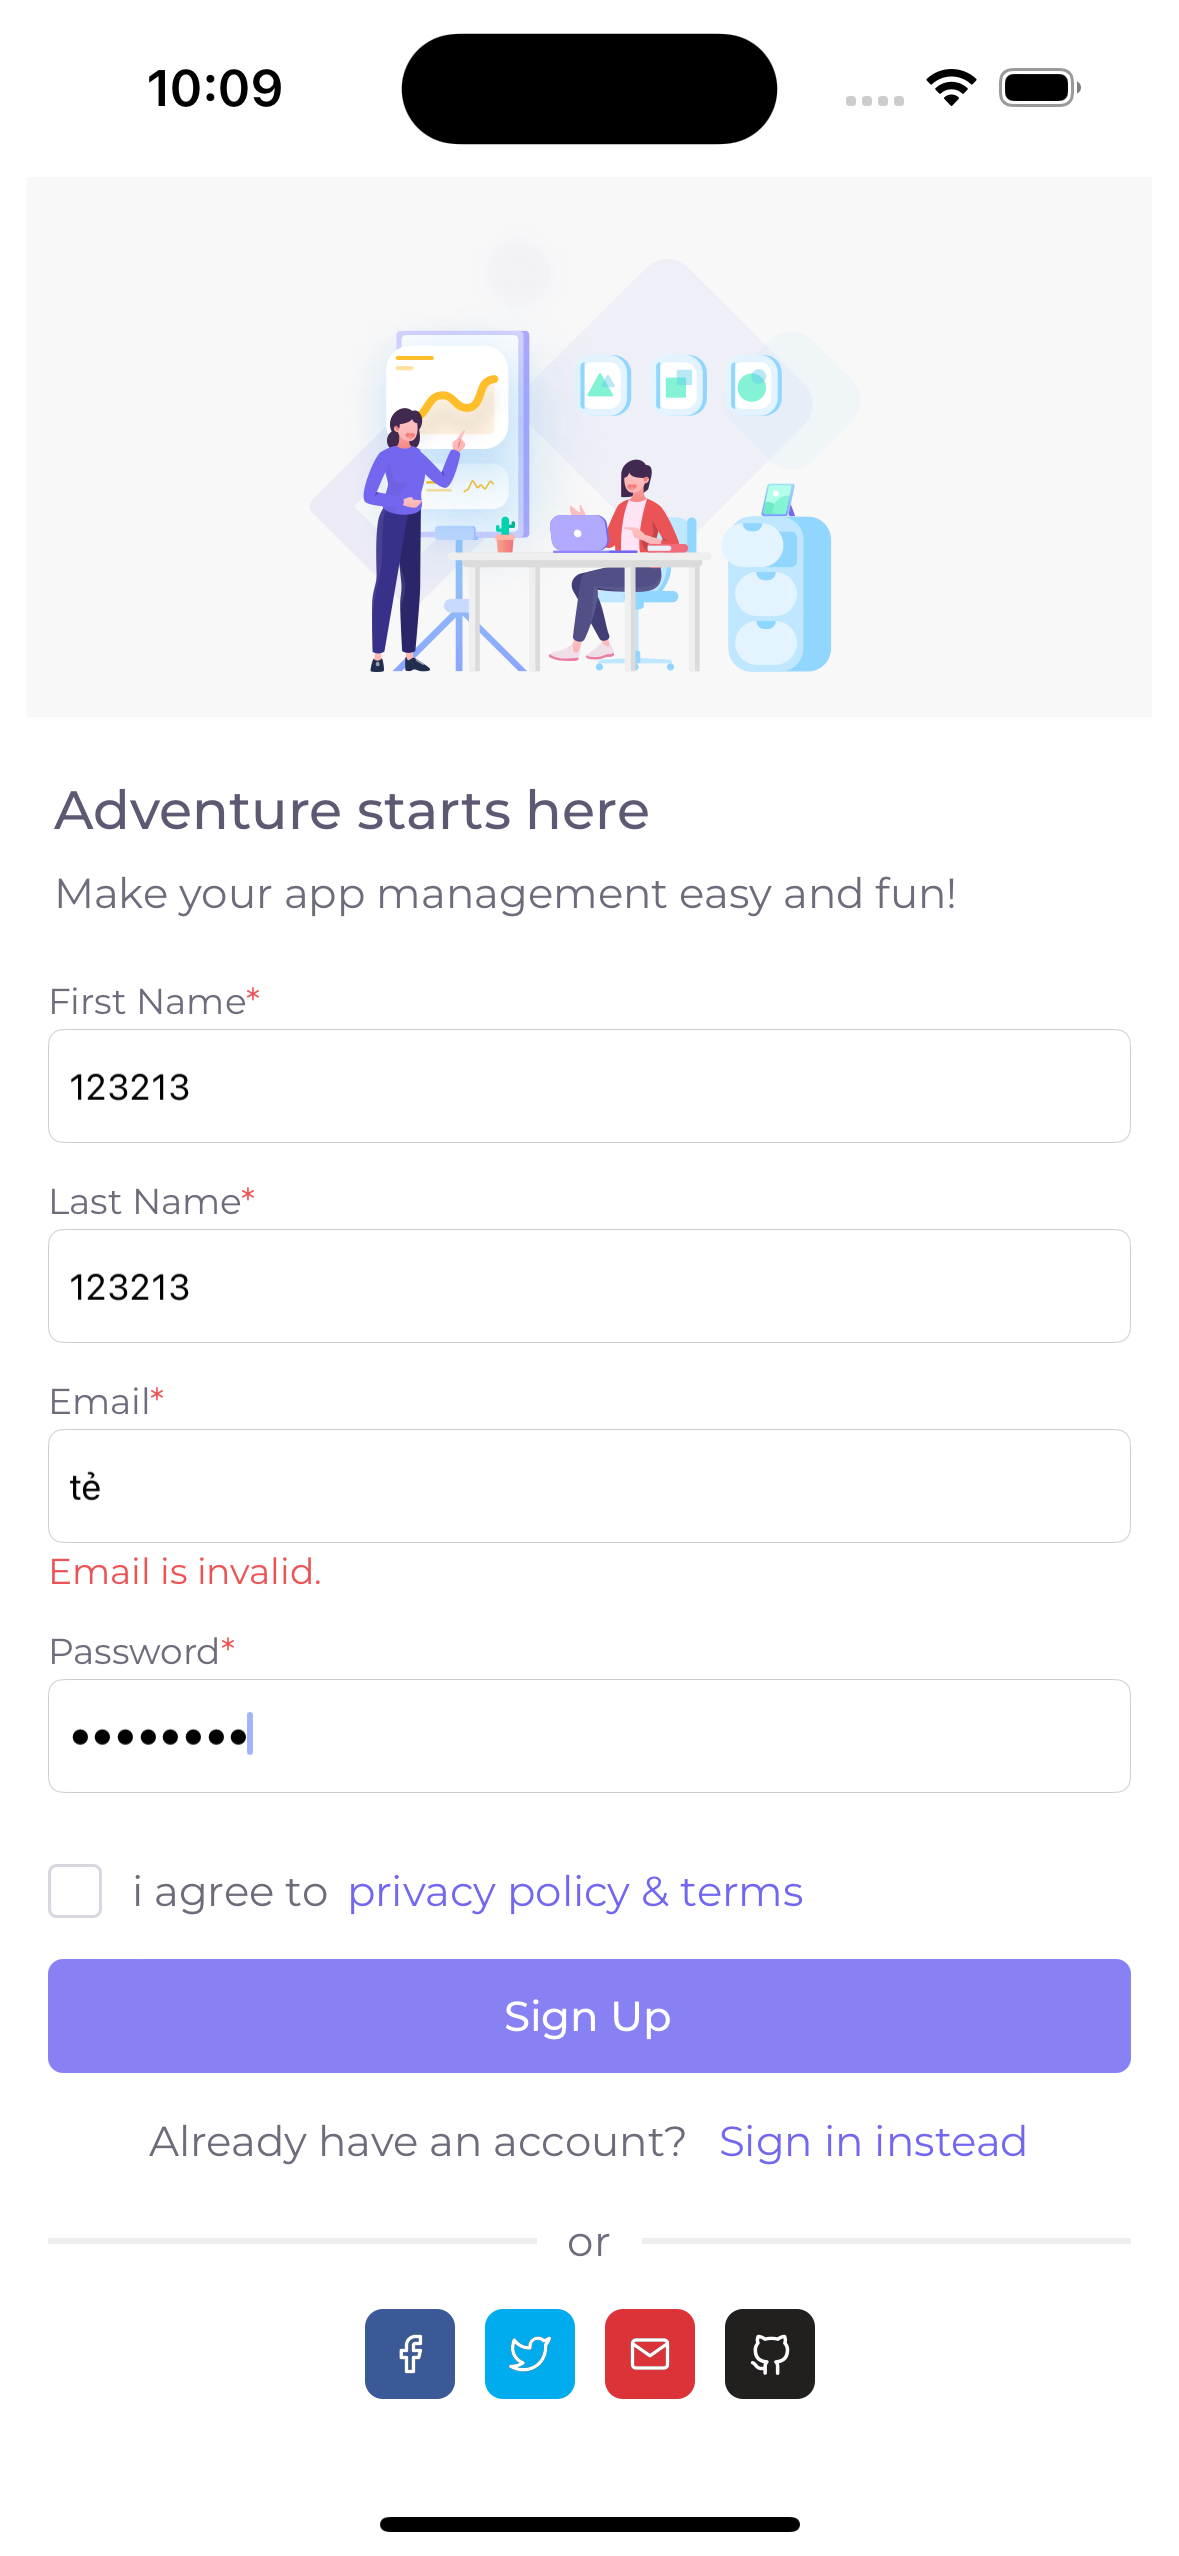 10:09
Adventure starts here
Make your app management easy and fun!
First Name*
123213
Last Name*
123213
Email*
tẻ
Email is invalid.
Password*
••••••••
i agree to privacy policy & terms
Sign Up
Already have an account? Sign in instead
or